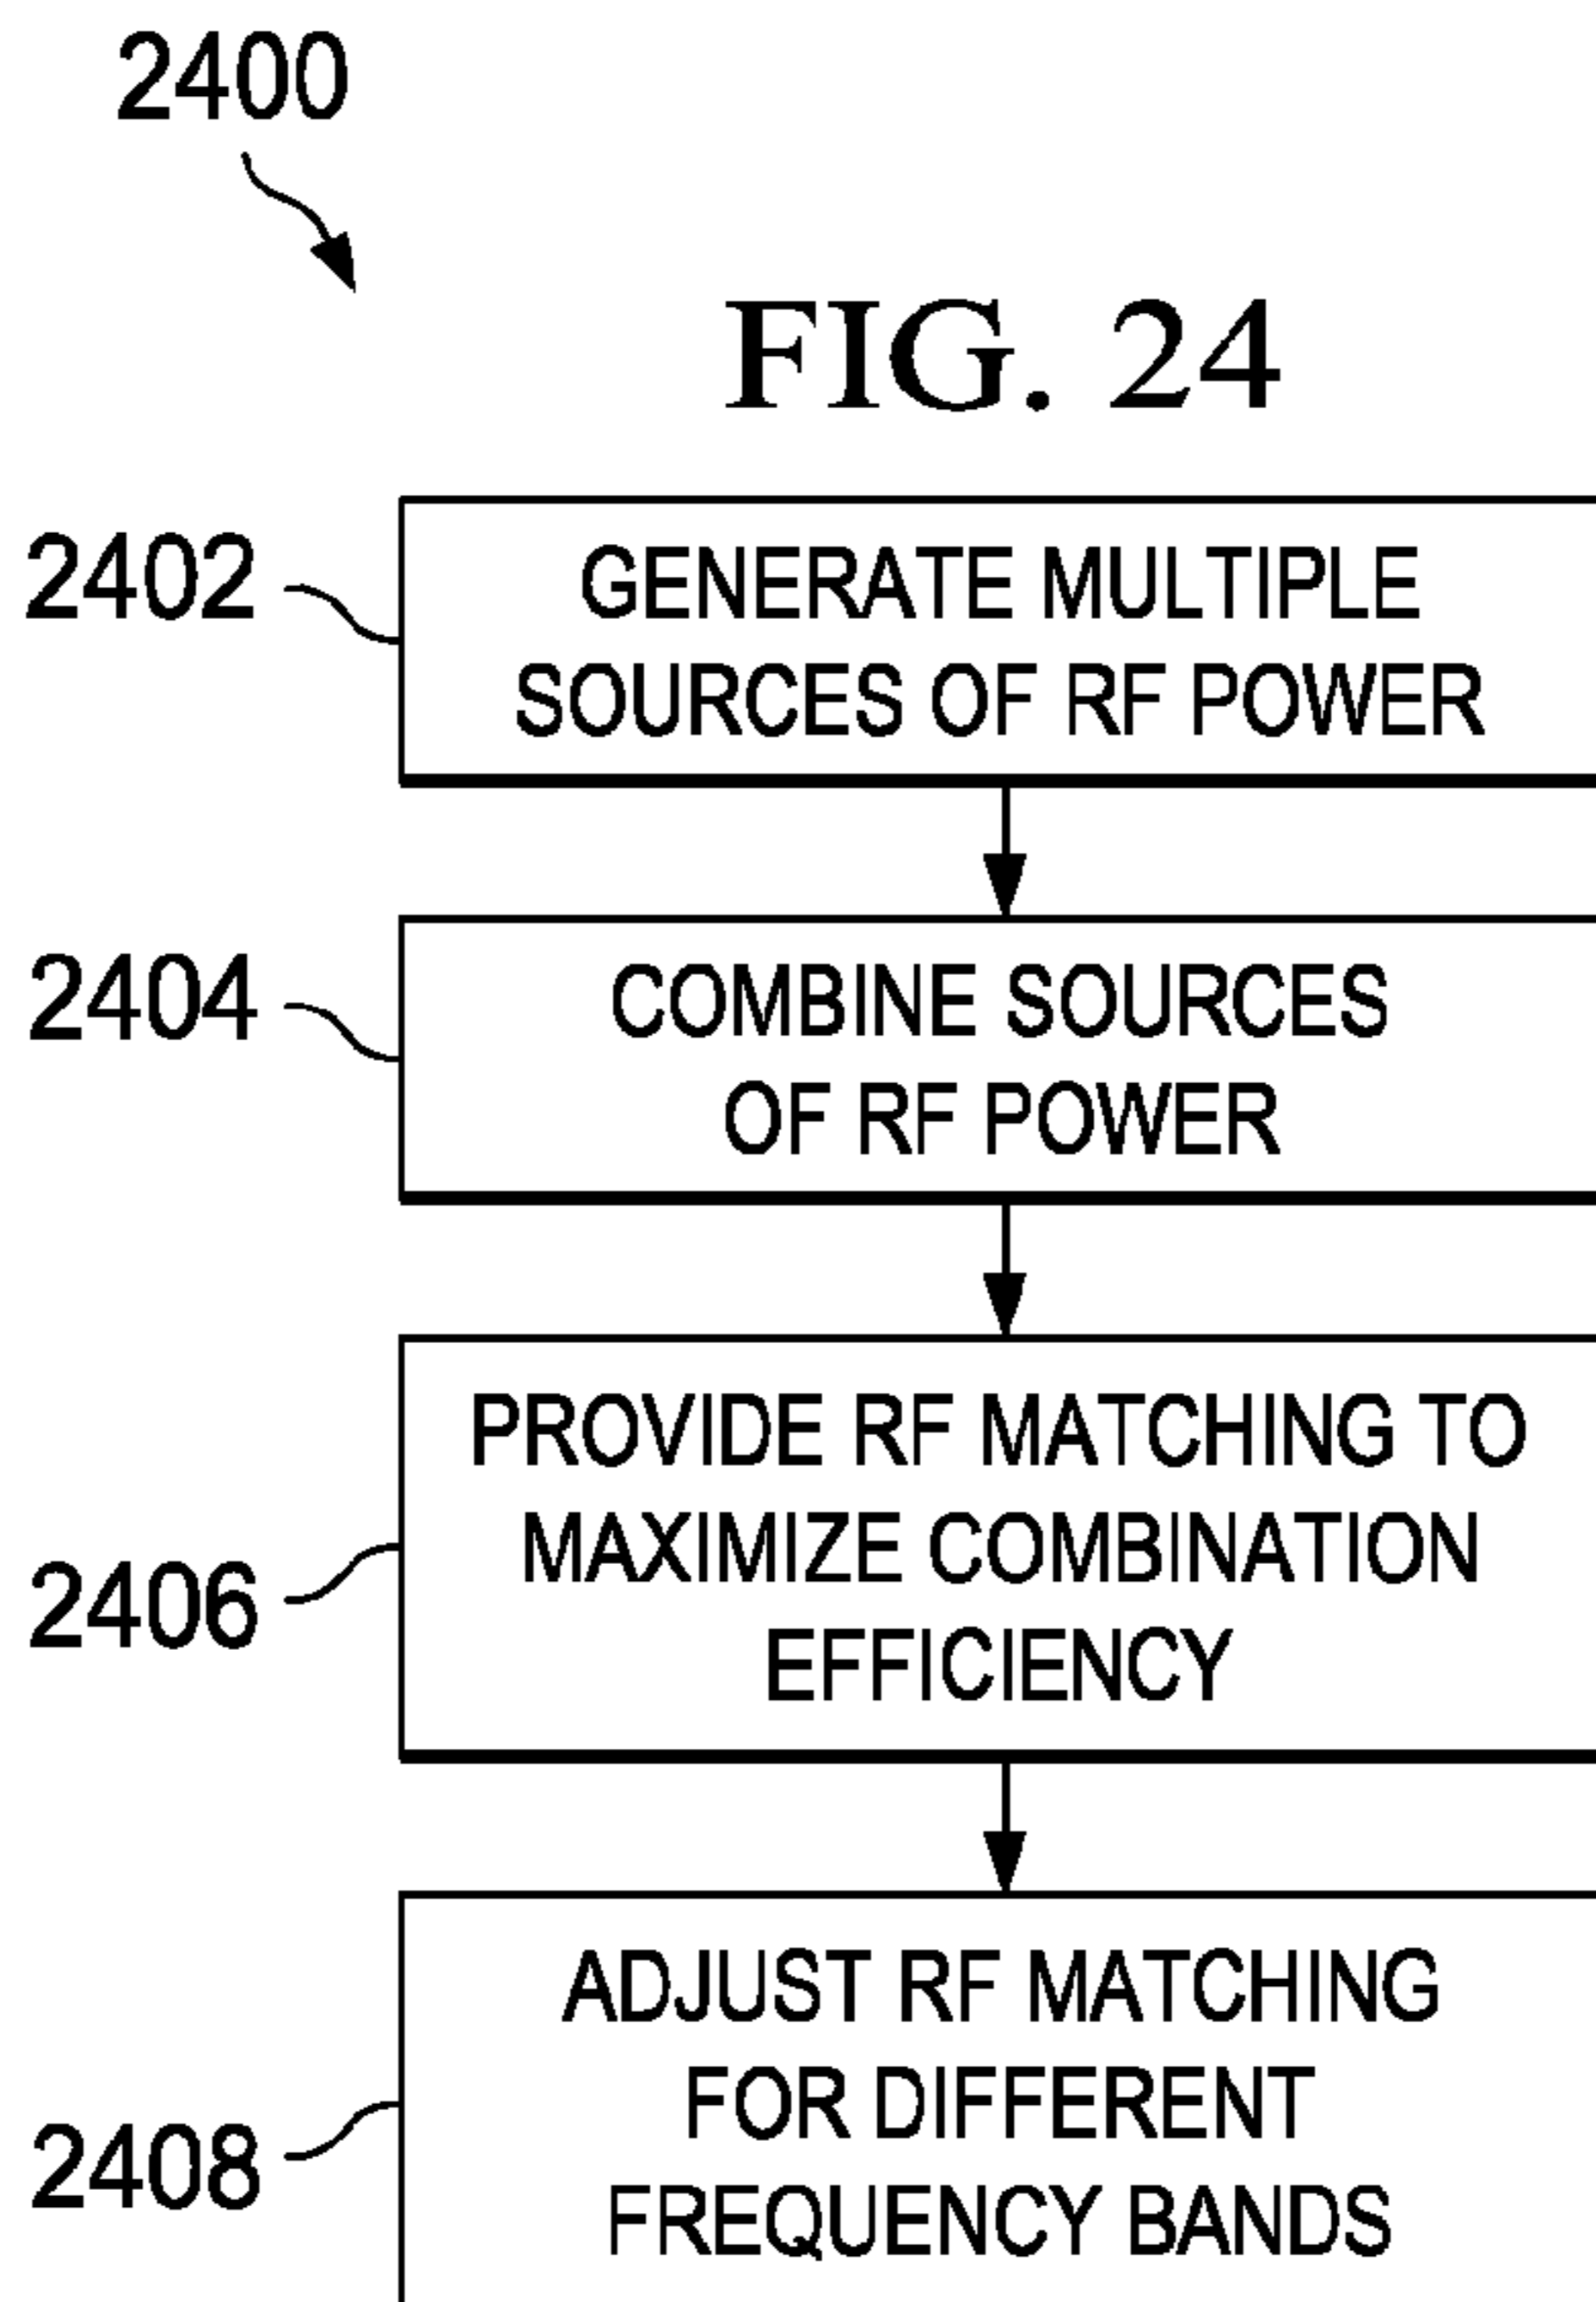 2400
FIG. 24
2402
GENERATE MULTIPLE
SOURCES OF RF POWER
2404
COMBINE SOURCES
OF RF POWER
2406
PROVIDE RF MATCHING TO
MAXIMIZE COMBINATION
EFFICIENCY
2408
ADJUST RF MATCHING
FOR DIFFERENT
FREQUENCY BANDS